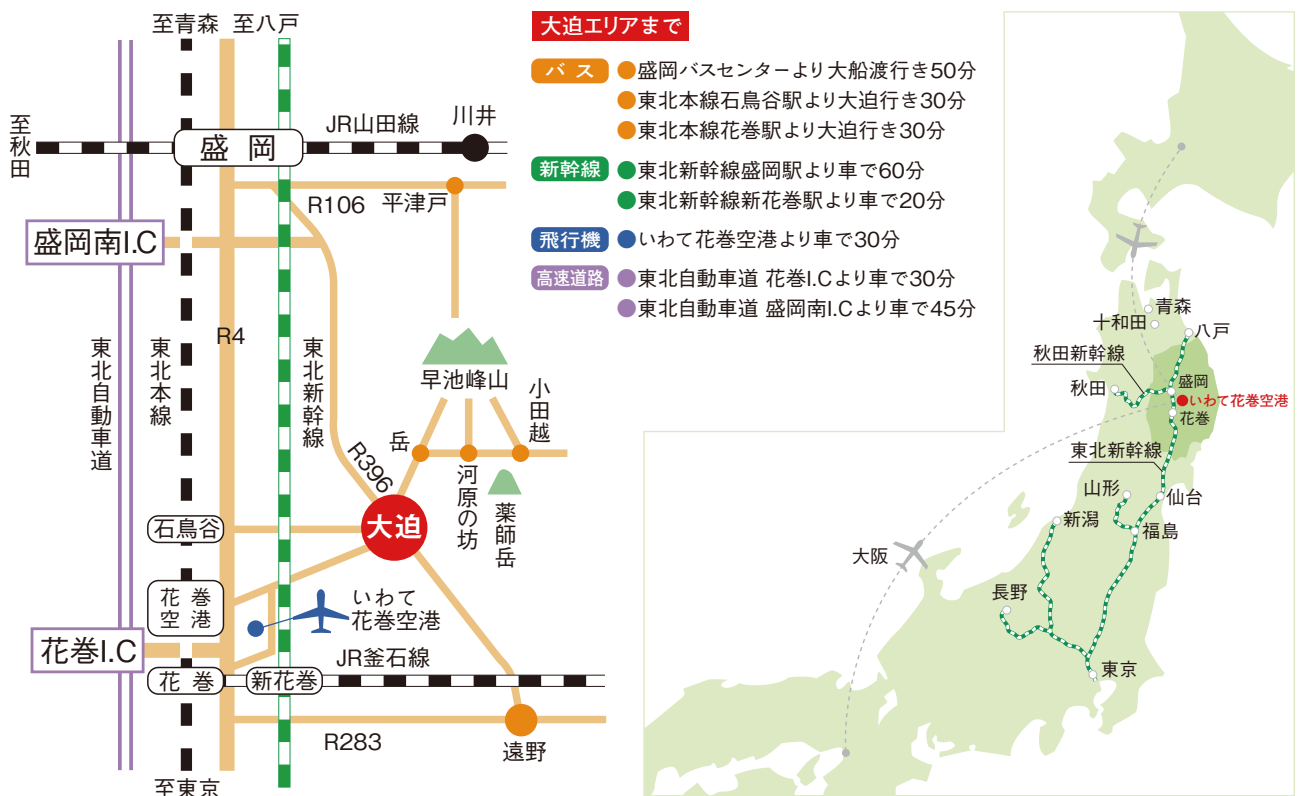 至青森
至八戸
至秋田
盛岡
JR山田線
川井
R106
平津戸
盛岡南I.C
R4
東北自動車道
東北本線
東北新幹線
早池峰山
小田越
岳
R396
河原の坊
薬師岳
大迫
石鳥谷
花巻空港
いわて
花巻空港
花巻I.C
JR釜石線
花巻
新花巻
R283
遠野
至東京
大迫エリアまで
バス
盛岡バスセンターより大船渡行き50分
東北本線石鳥谷駅より大迫行き30分
東北本線花巻駅より大迫行き30分
新幹線
東北新幹線盛岡駅より車で60分
東北新幹線新花巻駅より車で20分
飛行機
いわて花巻空港より車で30分
高速道路
東北自動車道 花巻I.Cより車で30分
東北自動車道 盛岡南I.Cより車で45分
青森
十和田
八戸
秋田新幹線
秋田
盛岡
いわて花巻空港
花巻
東北新幹線
山形
仙台
新潟
福島
大阪
長野
東京